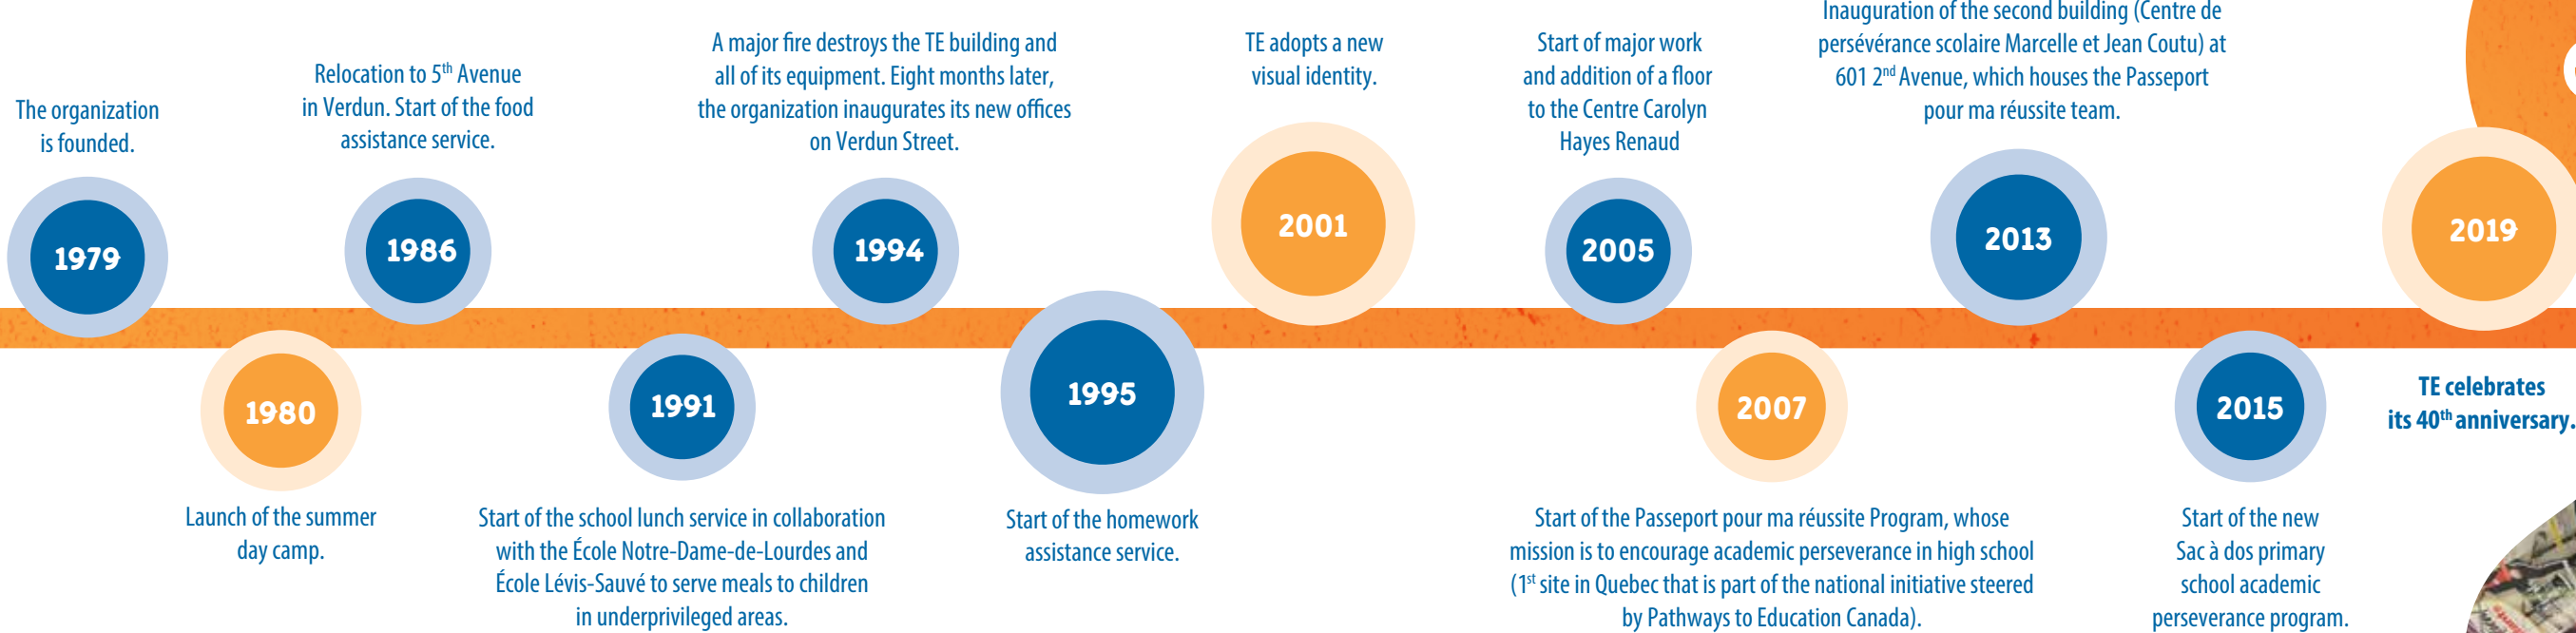 The organization
is founded.
1979
1980
Launch of the summer
day camp.
Relocation to 5th Avenue
in Verdun. Start of the food
assistance service.
1986
1991
Start of the school lunch service in collaboration
with the École Notre-Dame-de-Lourdes and
École Lévis-Sauvé to serve meals to children
in underprivileged areas.
A major fire destroys the TE building and
all of its equipment. Eight months later,
the organization inaugurates its new offices
on Verdun Street.
1994
1995
Start of the homework
assistance service.
TE adopts a new
visual identity.
2001
Start of major work
and addition of a floor
to the Centre Carolyn
Hayes Renaud
2005
2007
Start of the Passeport pour ma réussite Program, whose
mission is to encourage academic perseverance in high school
(1st site in Quebec that is part of the national initiative steered
by Pathways to Education Canada).
Inauguration of the second building (Centre de
persévérance scolaire Marcelle et Jean Coutu) at
601 2nd Avenue, which houses the Passeport
pour ma réussite team.
2013
2015
Start of the new
Sac à dos primary
school academic
perseverance program.
2019
TE celebrates
its 40th anniversary.